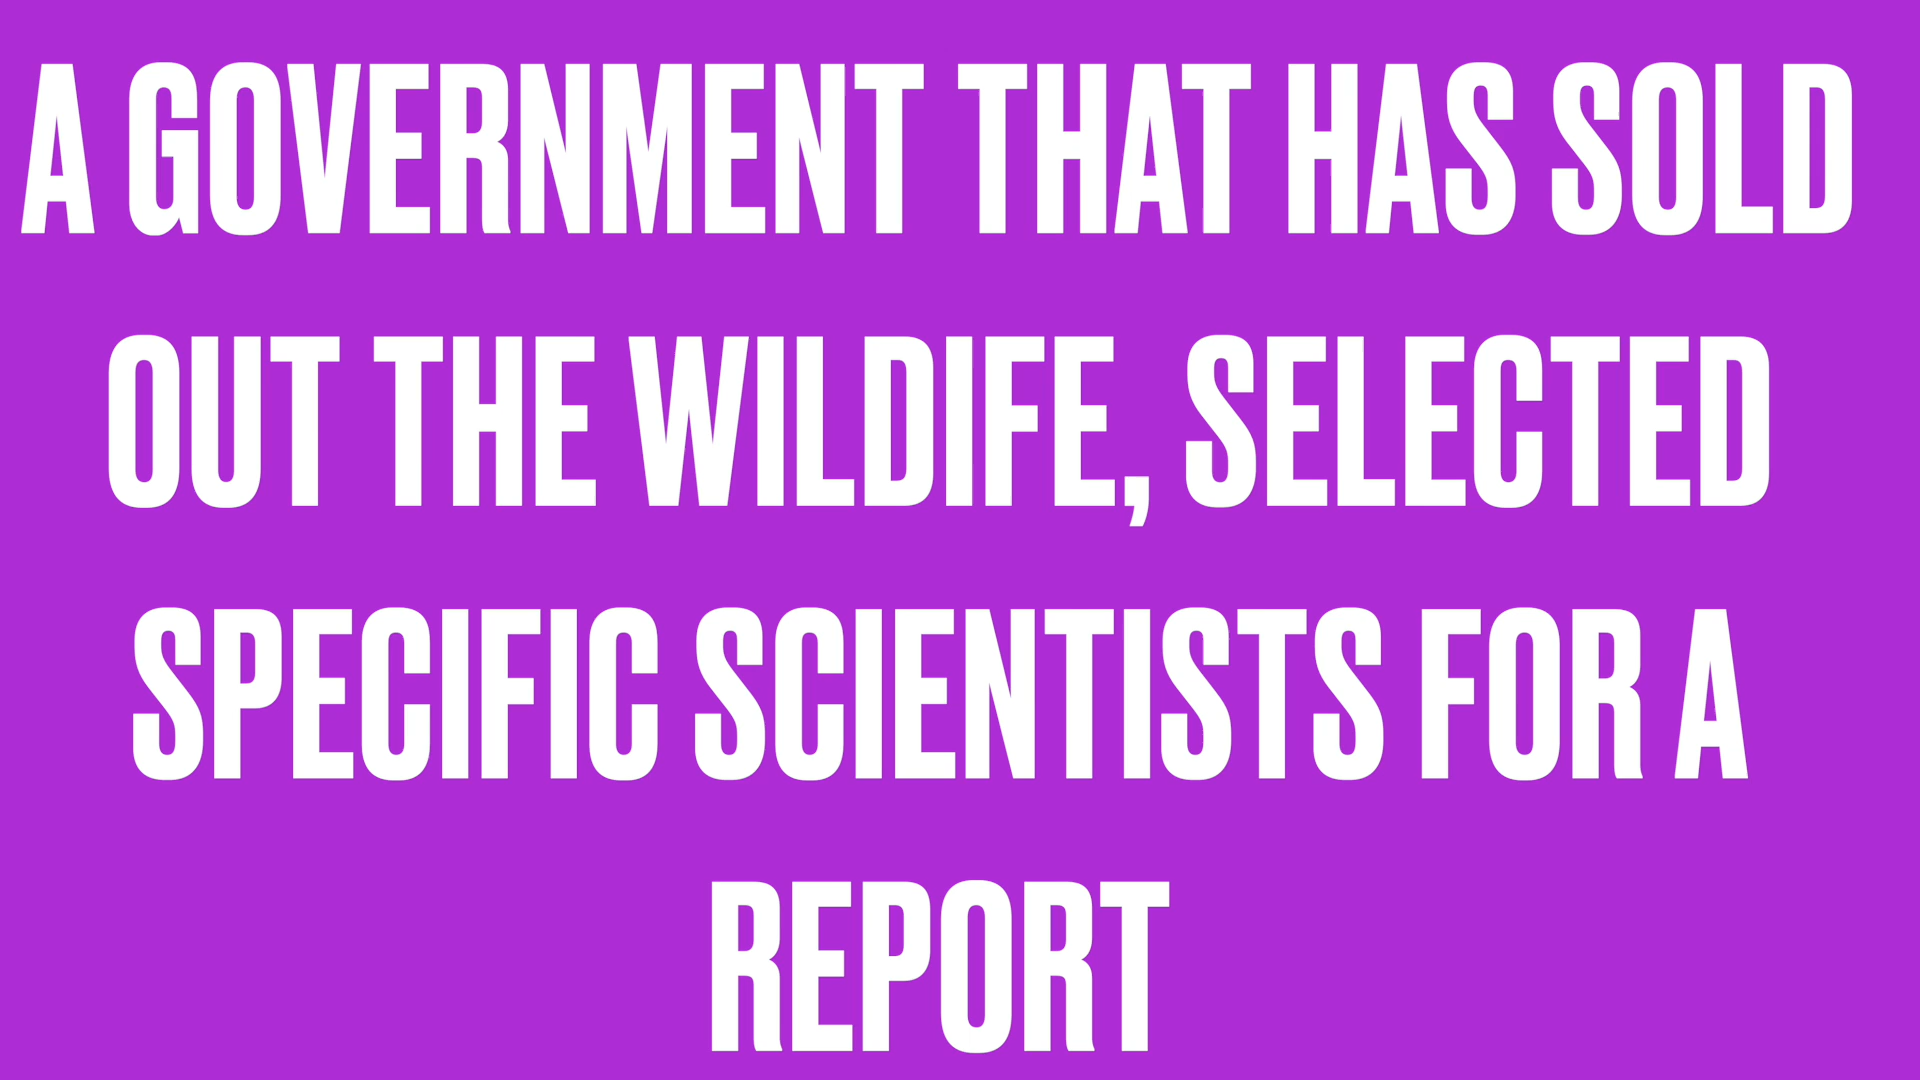 A GOVERNMENT THAT HAS SOLD
OUT THE WILDIFE, SELECTED
SPECIFIC SCIENTISTS FOR A
REPORT